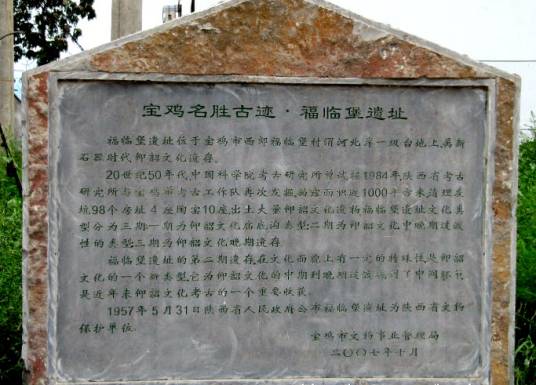 宝鸡名胜古迹·福临堡遗址
福临堡遗址位于宝鸡市西郊福临堡村渭河北岸一级台地上属新
石器时代仰韶文化遗存。
20世纪50年代中国科学院考古研究所曾试掘1984年陕西省考古
研究所与宝鸡市考古工作队再次发掘揭露面积近1000平方米清理灰
坑98个房址4座陶窑10座出土大量仰韶文化遗物福临堡遗址文化类
型分为三期一期为仰韶文化庙底沟类型二期为仰韶文化中晚期过渡
性的类型三期为仰韶文化晚期遗存
福临堡遗址的第二期遗存在文化面貌上有一定的特殊性是仰韶
文化的一个新类型它为仰韶文化的中期到晚期过渡找到了中间环节
是近年来仰韶文化考古的一个重要收获
1957年5月31日陕西省人民政府公布福临堡遗址为陕西省文物
保护单位
宝鸡市文物事业管理局
二〇〇七年十月